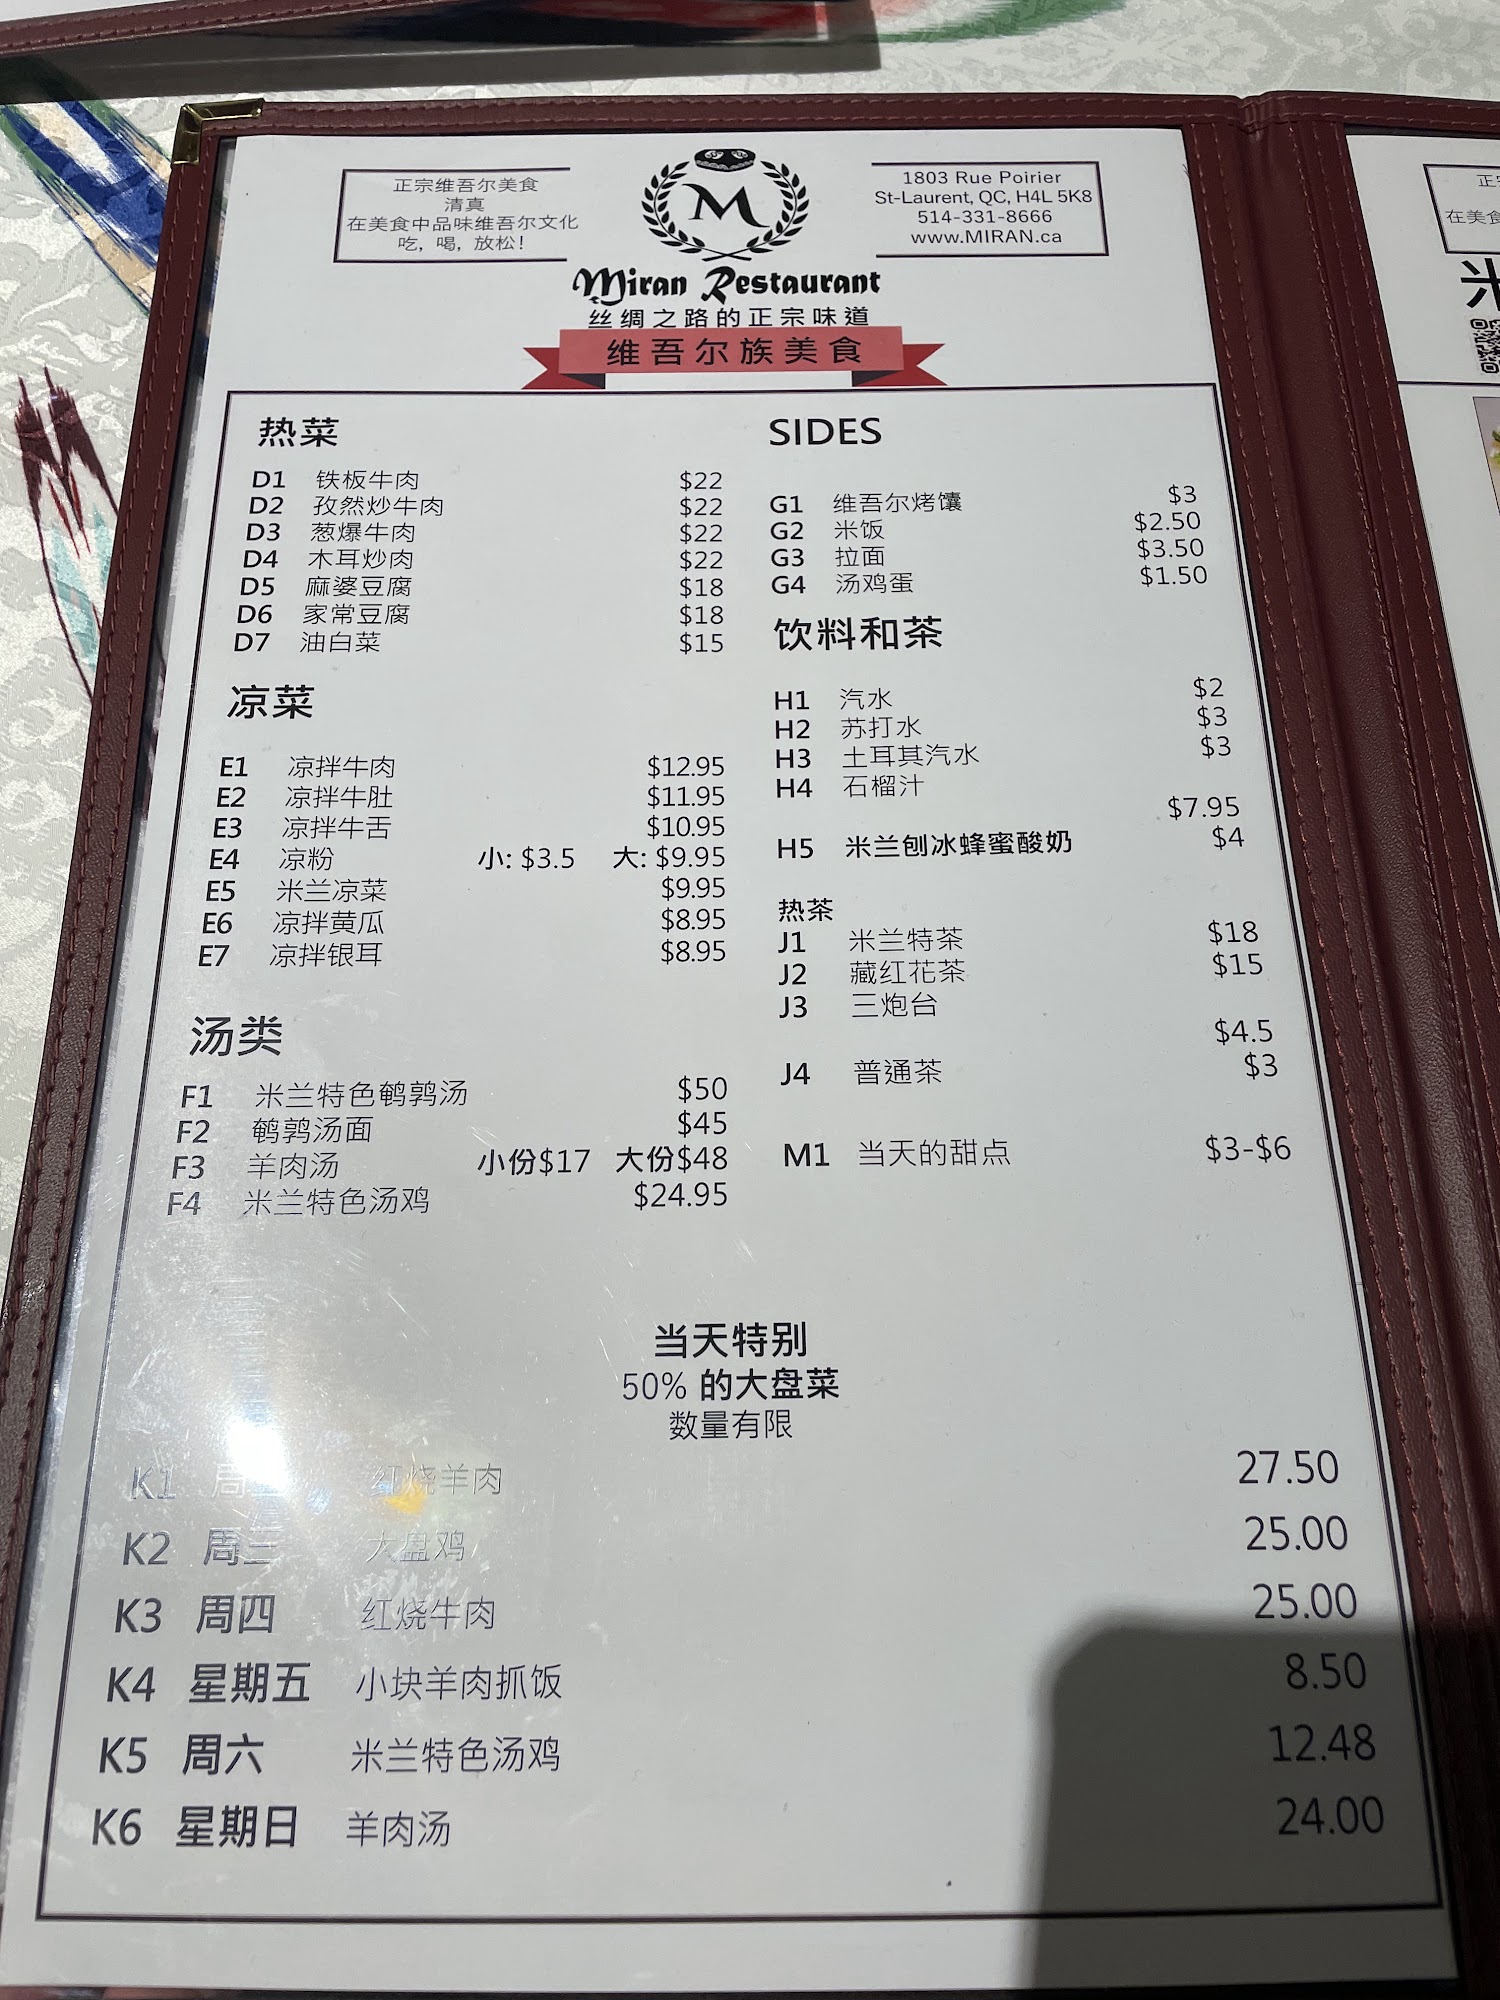 正宗维吾尔美食
清真
在美食中品味维吾尔文化
吃，喝，放松！
M
1803 Rue Poirier
St-Laurent, QC, H4L 5K8
514-331-8666
www.MIRAN.ca
Miran Restaurant
丝绸之路的正宗味道
维吾尔族美食
热菜
D1 铁板牛肉 $22
D2 孜然炒牛肉 $22
D3 葱爆牛肉 $22
D4 木耳炒肉 $22
D5 麻婆豆腐 $18
D6 家常豆腐 $18
D7 油白菜 $15
凉菜
E1 凉拌牛肉 $12.95
E2 凉拌牛肚 $11.95
E3 凉拌牛舌 $10.95
E4 凉粉 小: $3.5 大: $9.95
E5 米兰凉菜 $9.95
E6 凉拌黄瓜 $8.95
E7 凉拌银耳 $8.95
汤类
F1 米兰特色鹌鹑汤 $50
F2 鹌鹑汤面 $45
F3 羊肉汤 小份$17 大份$48
F4 米兰特色汤鸡 $24.95
SIDES
G1 维吾尔烤馕 $3
G2 米饭 $2.50
G3 拉面 $3.50
G4 汤鸡蛋 $1.50
饮料和茶
H1 汽水 $2
H2 苏打水 $3
H3 土耳其汽水 $3
H4 石榴汁
$7.95
H5 米兰刨冰蜂蜜酸奶 $4
热茶
J1 米兰特茶 $18
J2 藏红花茶 $15
J3 三炮台
$4.5
J4 普通茶 $3
M1 当天的甜点 $3-$6
当天特别
50% 的大盘菜
数量有限
K1 周 红烧羊肉 27.50
K2 周三 大盘鸡 25.00
K3 周四 红烧牛肉 25.00
K4 星期五 小块羊肉抓饭 8.50
K5 周六 米兰特色汤鸡 12.48
K6 星期日 羊肉汤 24.00
在美食